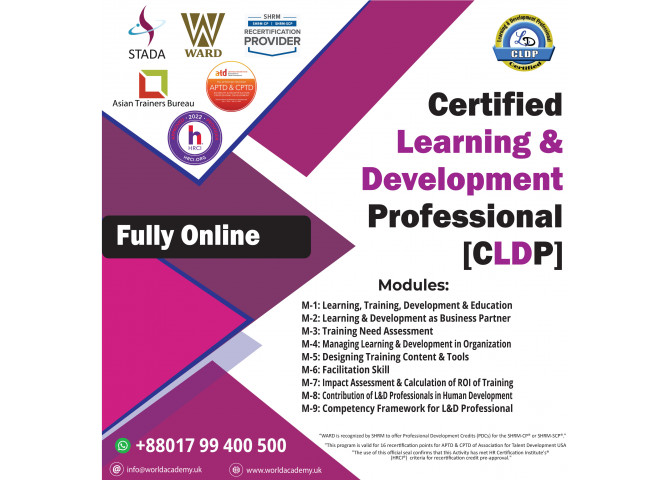 STADA
WARD
SHRM
SHRM-CP | SHRM-SCP
RECERTIFICATION
PROVIDER
Asian Trainers Bureau
atd
APTD & CPTD
2022
h
HRCI
HRCI.ORG
Learning & Development Professional
LD
CLDP
Certified
Certified
Learning &
Development
Professional
[CLDP]
Fully Online
Modules:
M-1: Learning, Training, Development & Education
M-2: Learning & Development as Business Partner
M-3: Training Need Assessment
M-4: Managing Learning & Development in Organization
M-5: Designing Training Content & Tools
M-6: Facilitation Skill
M-7: Impact Assessment & Calculation of ROI of Training
M-8: Contribution of L&D Professionals in Human Development
M-9: Competency Framework for L&D Professional
+88017 99 400 500
info@worldacademy.uk
www.worldacademy.uk
"WARD is recognized by SHRM to offer Professional Development Credits (PDCs) for the SHRM-CP® or SHRM-SCP®."
"This program is valid for 16 recertification points for APTD & CPTD of Association for Talent Development USA
"The use of this official seal confirms that this Activity has met HR Certification Institute's®
(HRCI®) criteria for recertification credit pre-approval."